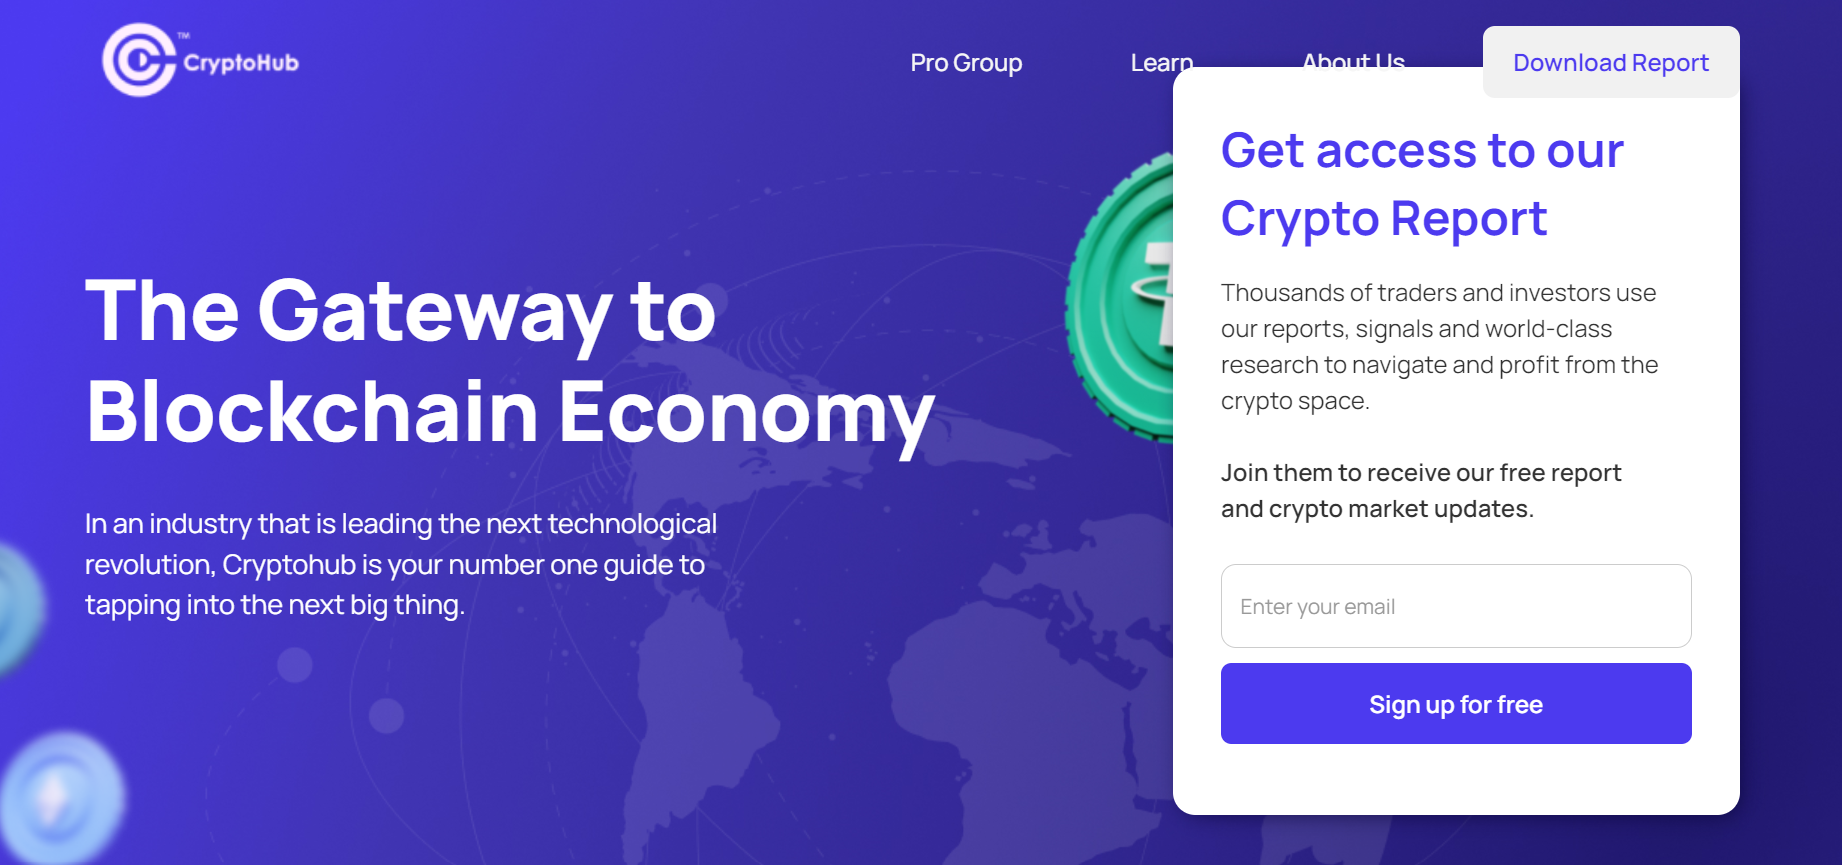 TM
CryptoHub
Pro Group
Learn
About Us
Download Report
The Gateway to
Blockchain Economy
In an industry that is leading the next technological
revolution, Cryptohub is your number one guide to
tapping into the next big thing.
Get access to our
Crypto Report
Thousands of traders and investors use
our reports, signals and world-class
research to navigate and profit from the
crypto space.
Join them to receive our free report
and crypto market updates.
Enter your email
Sign up for free